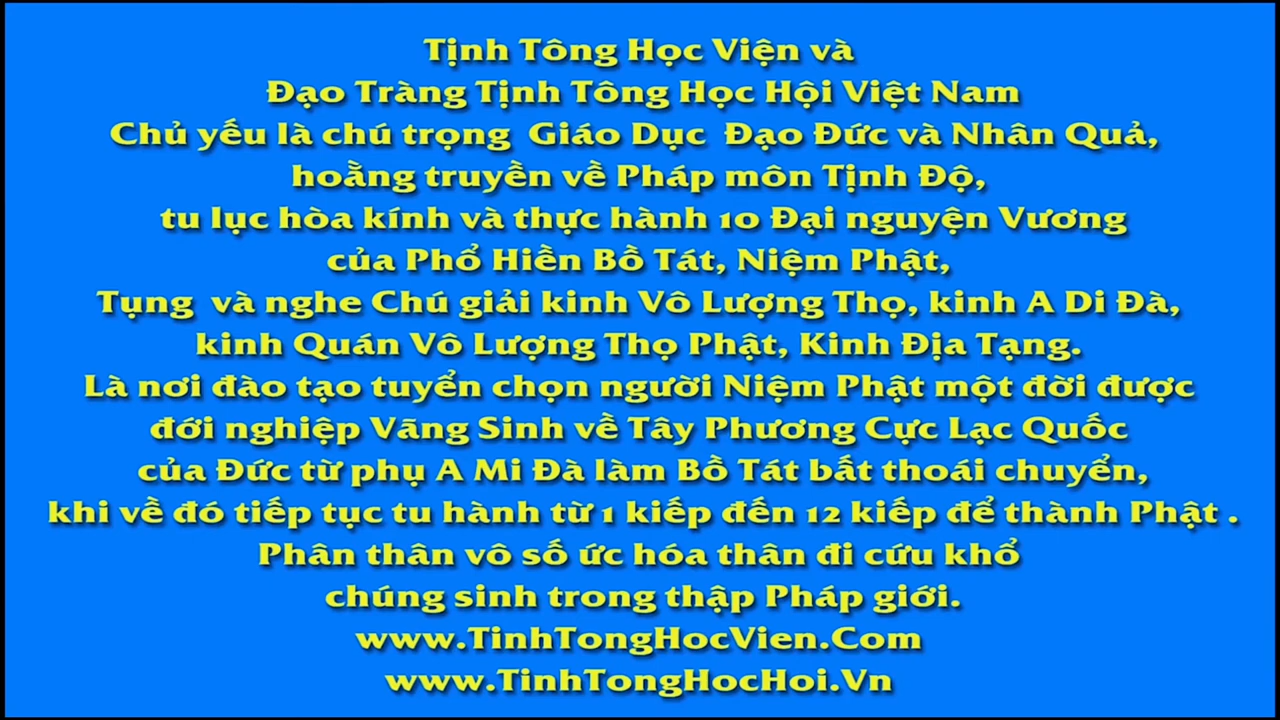 Tịnh Tông Học Viện và
Đạo Tràng Tịnh Tông Học Hội Việt Nam
Chủ yếu là chú trọng Giáo Dục Đạo Đức và Nhân Quả,
hoằng truyền về Pháp môn Tịnh Độ,
tu lục hòa kính và thực hành 10 Đại nguyện Vương
của Phổ Hiền Bồ Tát, Niệm Phật,
Tụng và nghe Chú giải kinh Vô Lượng Thọ, kinh A Di Đà,
kinh Quán Vô Lượng Thọ Phật, Kinh Địa Tạng.
Là nơi đào tạo tuyển chọn người Niệm Phật một đời được
đới nghiệp Vãng Sinh về Tây Phương Cực Lạc Quốc
của Đức từ phụ A Mi Đà làm Bồ Tát bất thoái chuyển,
khi về đó tiếp tục tu hành từ 1 kiếp đến 12 kiếp để thành Phật .
Phân thân vô số ức hóa thân đi cứu khổ
chúng sinh trong thập Pháp giới.
www.TinhTongHocVien.Com
www.TinhTongHocHoi.Vn